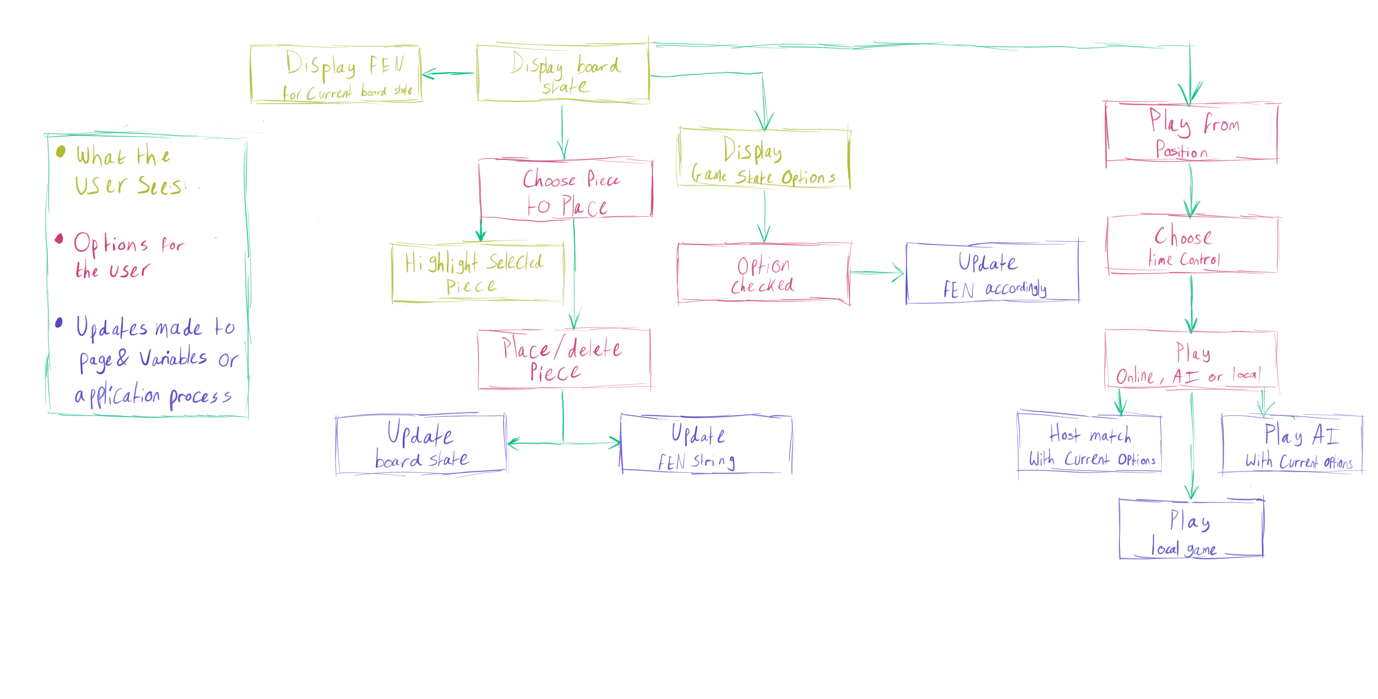 Display FEN
for Current board state
Display board
state
Play from
Position
What the
User Sees
Options for
the user
Updates made to
page & Variables or
application process
Choose Piece
to Place
Display
Game State Options
Highlight Selected
Piece
Option
Checked
Update
FEN accordingly
Choose
time Control
Place/delete
Piece
Play
Online, AI or local
Update
board state
Update
FEN String
Host match
With Current Options
Play AI
With Current Options
Play
local game